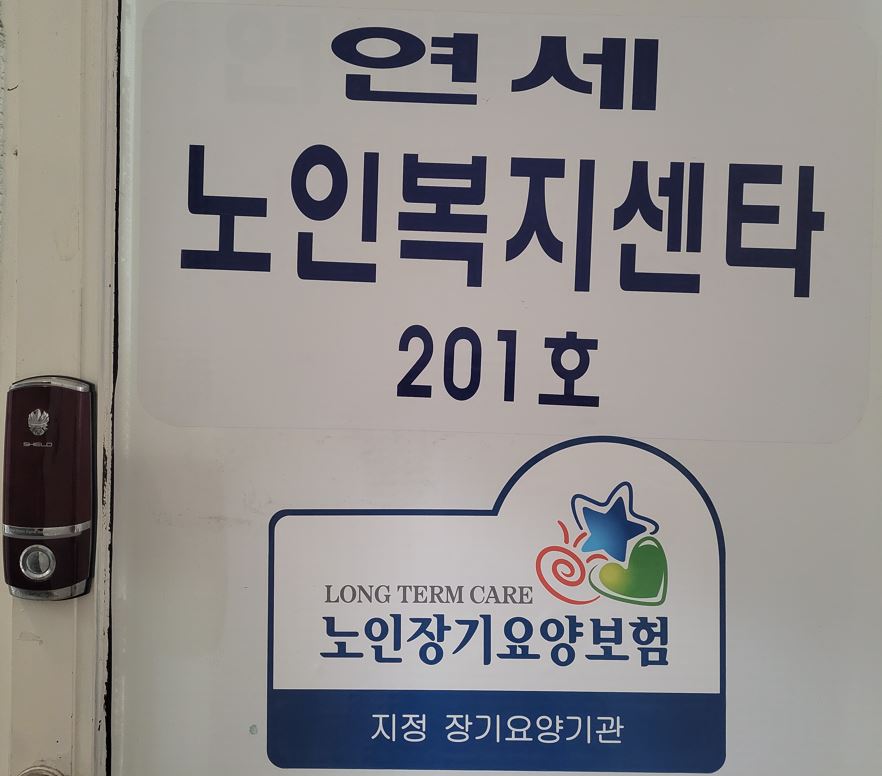 연세
노인복지센타
201호
SHIELD
LONG TERM CARE
노인장기요양보험
지정 장기요양기관